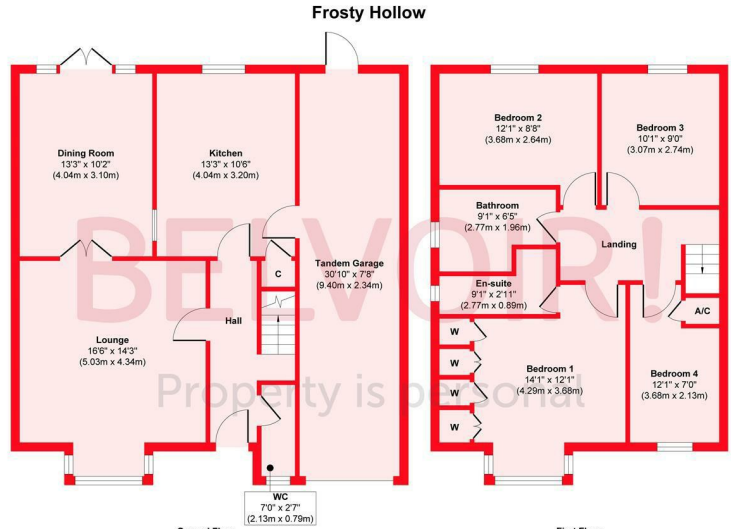 Frosty Hollow
Dining Room
13'3" x 10'2"
(4.04m x 3.10m)
Kitchen
13'3" x 10'6"
(4.04m x 3.20m)
Tandem Garage
30'10" x 7'8"
(9.40m x 2.34m)
C
Hall
Lounge
16'6" x 14'3"
(5.03m x 4.34m)
WC
7'0" x 2'7"
(2.13m x 0.79m)
Bedroom 2
12'1" x 8'8"
(3.68m x 2.64m)
Bedroom 3
10'1" x 9'0"
(3.07m x 2.74m)
Bathroom
9'1" x 6'5"
(2.77m x 1.96m)
Landing
En-suite
9'1" x 2'11"
(2.77m x 0.89m)
A/C
W
W
W
W
Bedroom 1
14'1" x 12'1"
(4.29m x 3.68m)
Bedroom 4
12'1" x 7'0"
(3.68m x 2.13m)
BELVOIR!
Property is personal